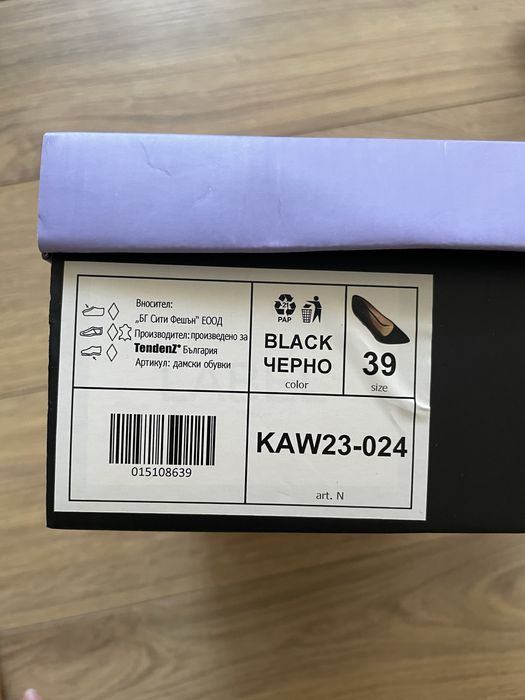 Вносител:
„БГ Сити Фешън" ЕООД
Производител: произведено за
TendenZ® България
Артикул: дамски обувки
21
PAP
BLACK
ЧЕРНО
color
39
size
015108639
KAW23-024
art. N